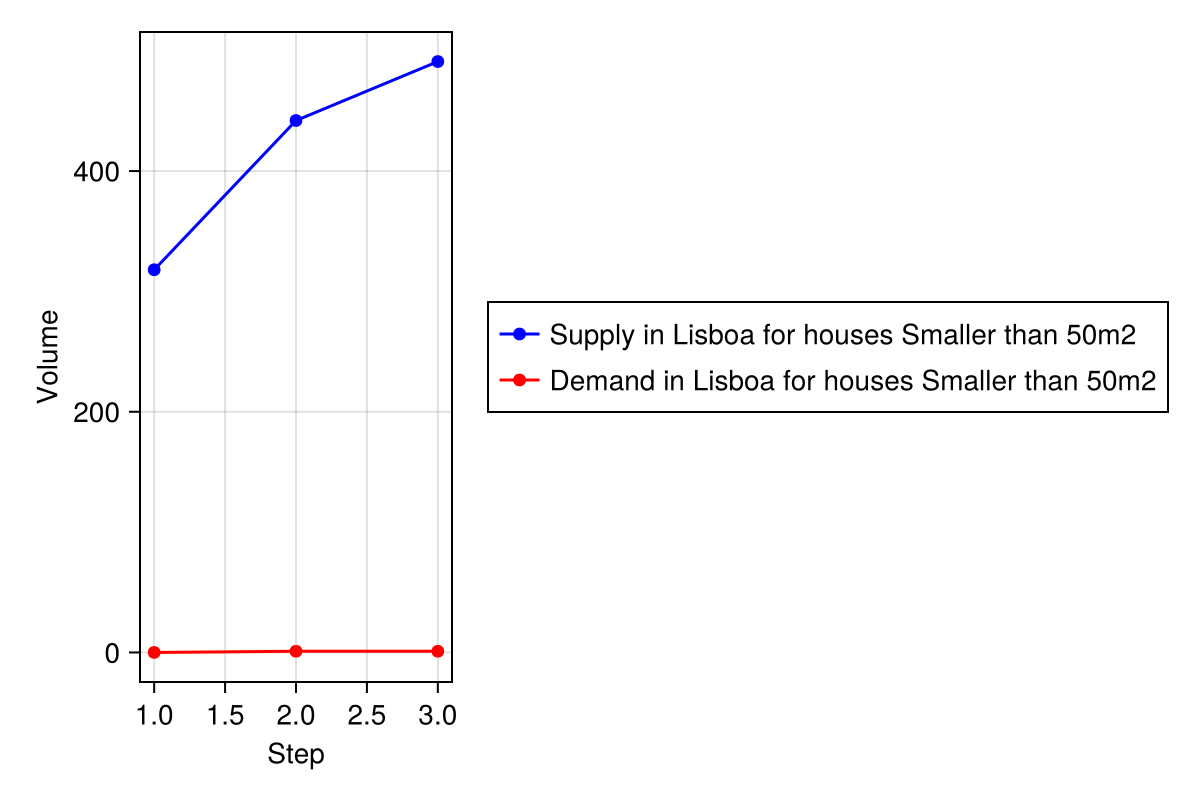 Volume
400
200
0
1.0 1.5 2.0 2.5 3.0
Step
Supply in Lisboa for houses Smaller than 50m2
Demand in Lisboa for houses Smaller than 50m2